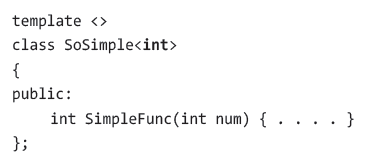 template <>
class SoSimple<int>
{
public:
    int SimpleFunc(int num) { . . . . }
};